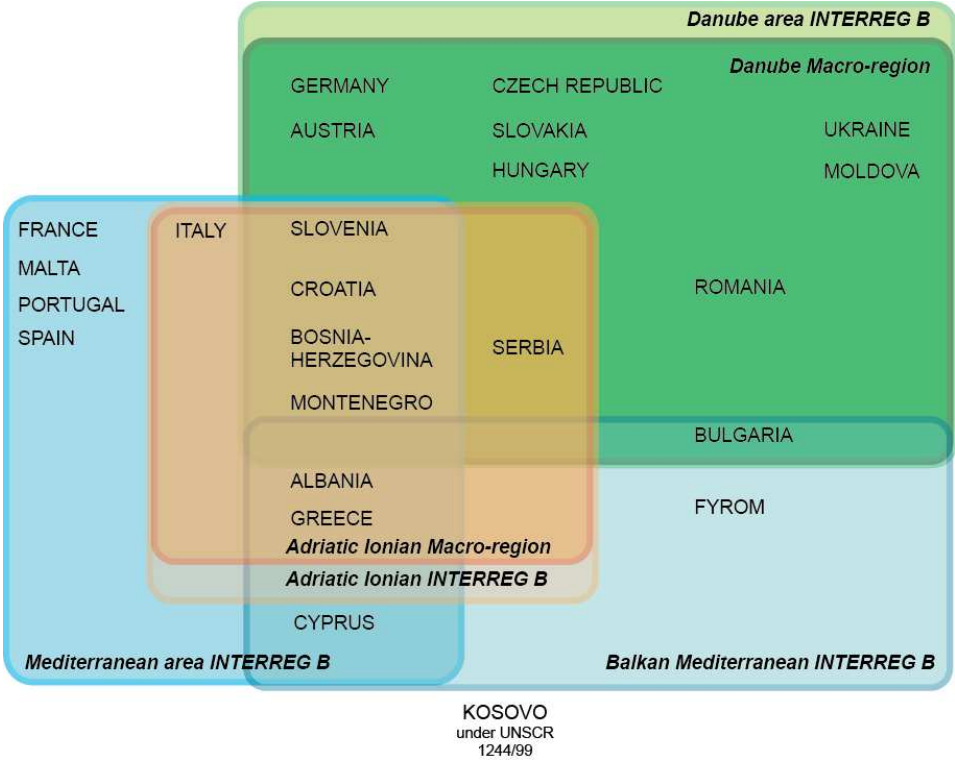 Danube area INTERREG B
Danube Macro-region
GERMANY
CZECH REPUBLIC
AUSTRIA
SLOVAKIA
UKRAINE
HUNGARY
MOLDOVA
FRANCE
ITALY
SLOVENIA
MALTA
CROATIA
ROMANIA
PORTUGAL
SPAIN
BOSNIA-
HERZEGOVINA
SERBIA
MONTENEGRO
BULGARIA
ALBANIA
FYROM
GREECE
Adriatic Ionian Macro-region
Adriatic Ionian INTERREG B
CYPRUS
Mediterranean area INTERREG B
Balkan Mediterranean INTERREG B
KOSOVO
under UNSCR
1244/99